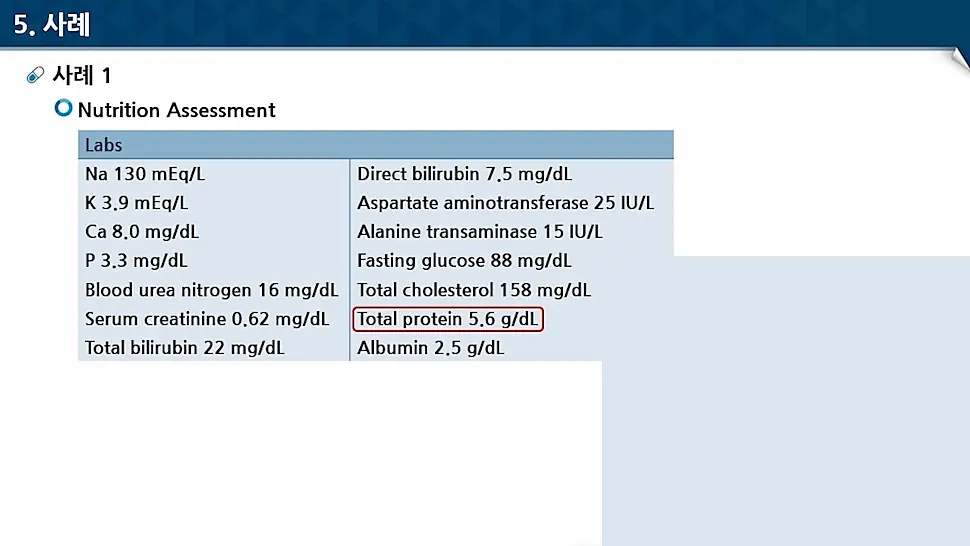 5. 사례
사례 1
Nutrition Assessment
Labs
Na 130 mEq/L
Direct bilirubin 7.5 mg/dL
K 3.9 mEq/L
Aspartate aminotransferase 25 IU/L
Ca 8.0 mg/dL
Alanine transaminase 15 IU/L
P 3.3 mg/dL
Fasting glucose 88 mg/dL
Blood urea nitrogen 16 mg/dL
Total cholesterol 158 mg/dL
Serum creatinine 0.62 mg/dL
Total protein 5.6 g/dL
Total bilirubin 22 mg/dL
Albumin 2.5 g/dL